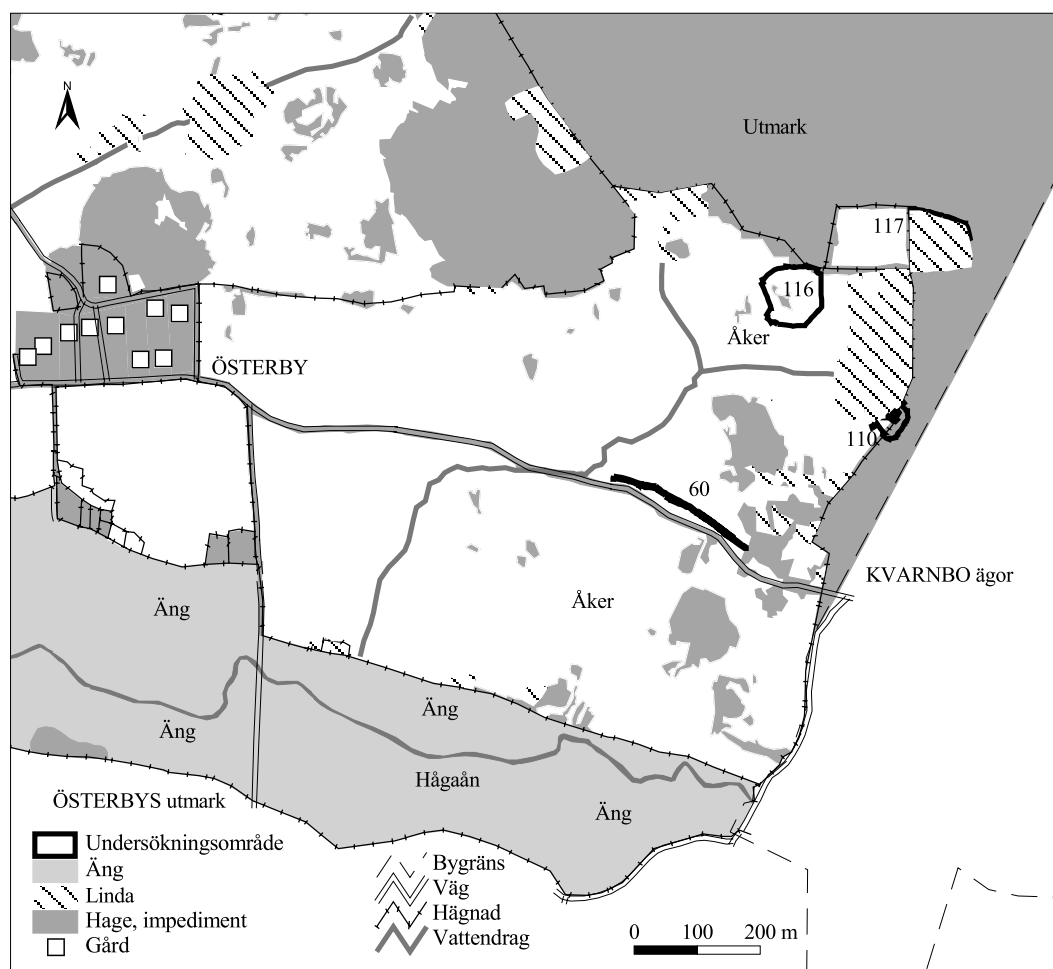 N
Utmark
117
116
Åker
ÖSTERBY
110
60
KVARNBO ägor
Åker
Äng
Äng
Äng
Hågaån
Äng
ÖSTERBYS utmark
Undersökningsområde
Äng
Linda
Hage, impediment
Gård
Bygräns
Väg
Hägnad
Vattendrag
0 100 200 m